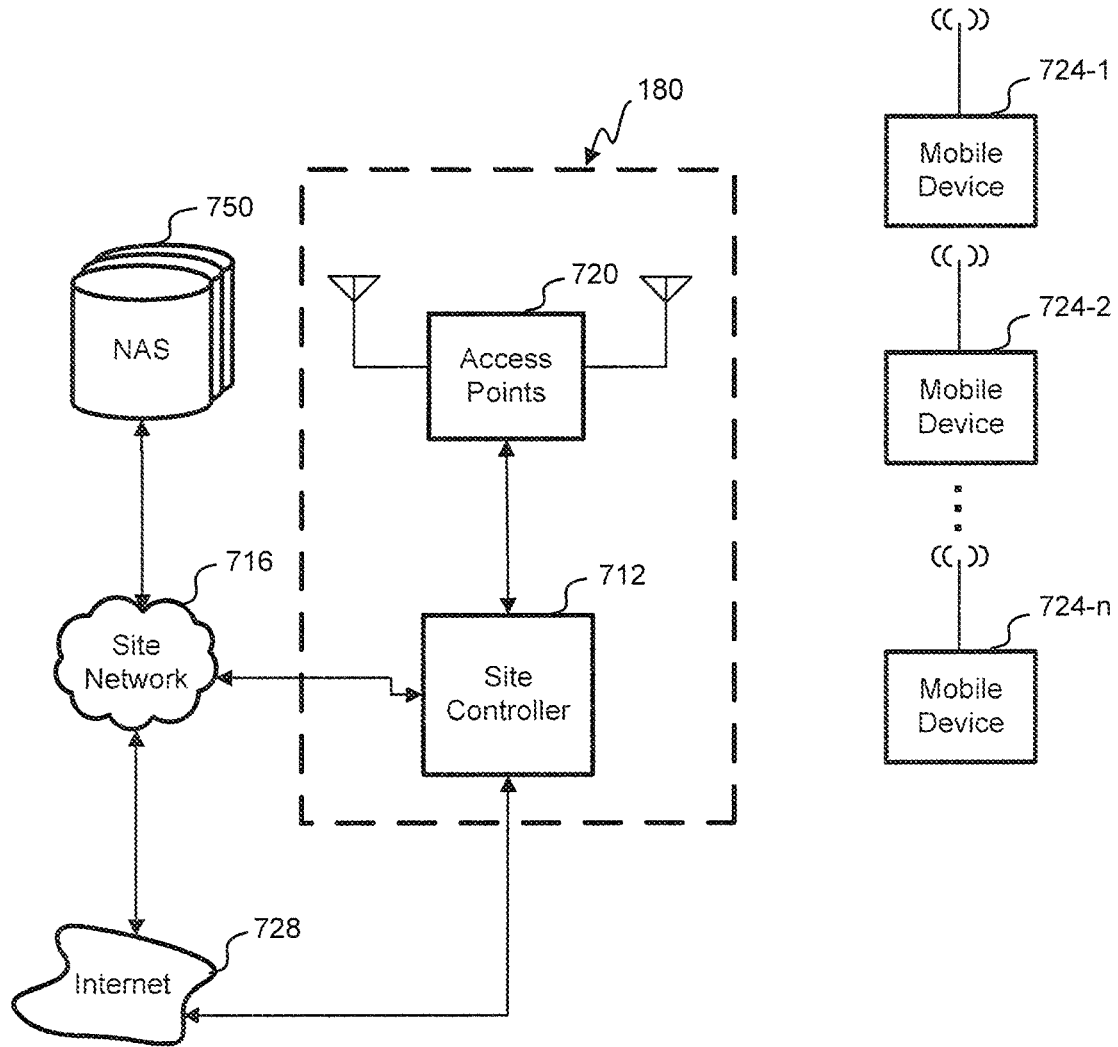 724-1
Mobile
Device
180
750
NAS
720
Access
Points
724-2
Mobile
Device
716
Site
Network
712
Site
Controller
724-n
Mobile
Device
728
Internet